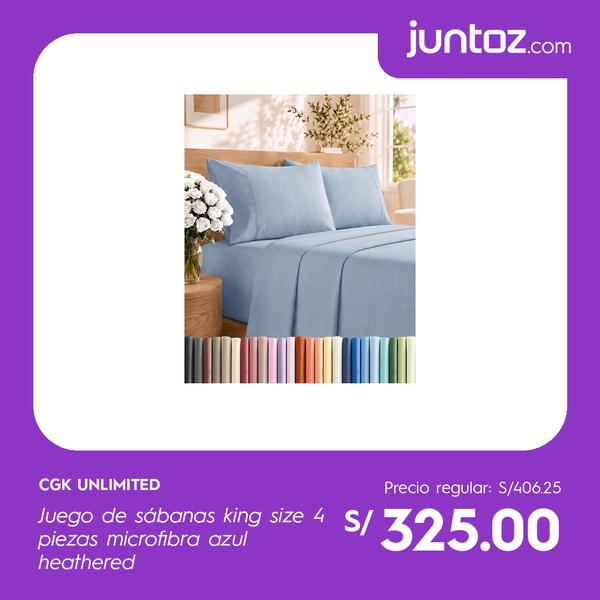 juntoz.com
CGK UNLIMITED
Juego de sábanas king size 4
piezas microfibra azul
heathered
Precio regular: S/406.25
S/ 325.00